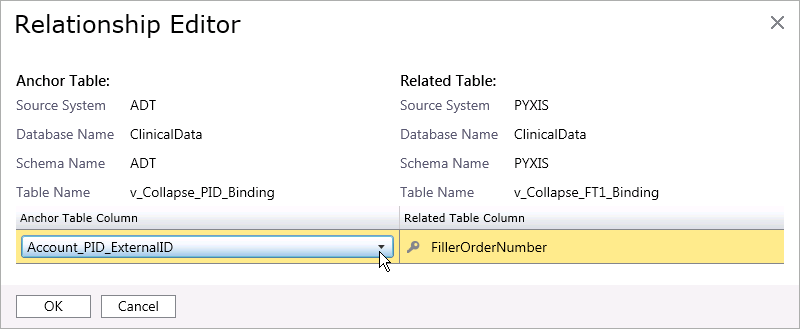 Relationship Editor
Anchor Table: Related Table:
Source System ADT Source System PYXIS
Database Name ClinicalData Database Name ClinicalData
Schema Name ADT Schema Name PYXIS
Table Name v_Collapse_PID_Binding Table Name v_Collapse_FT1_Binding
Anchor Table Column Related Table Column
Account_PID_ExternalID FillerOrderNumber
OK Cancel